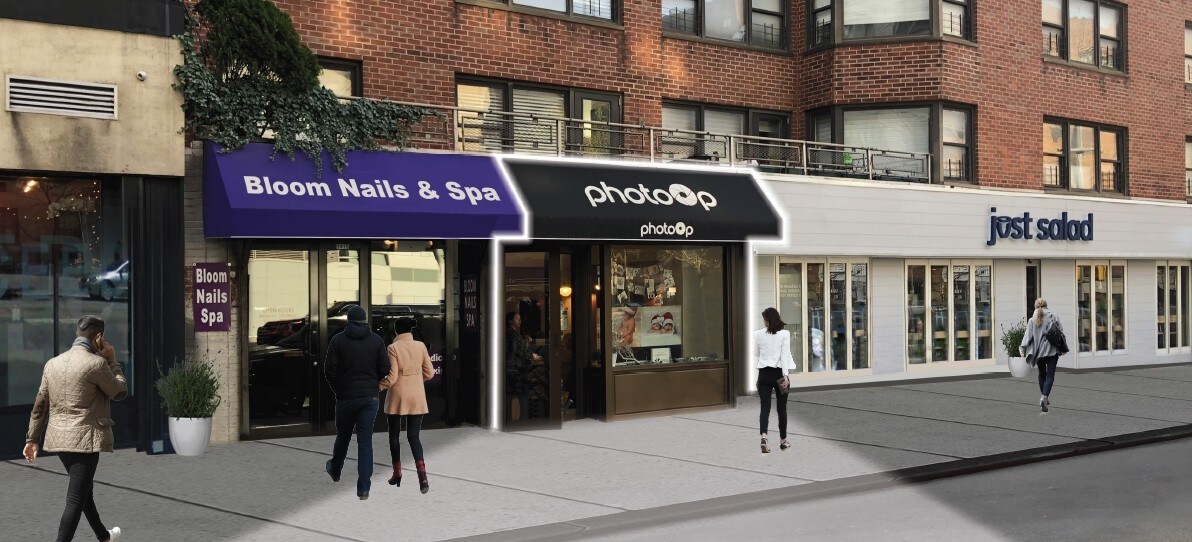 Bloom Nails & Spa
photoOp
photoOp
just salad
Bloom
Nails
Spa
BLOOM
NAILS
SPA